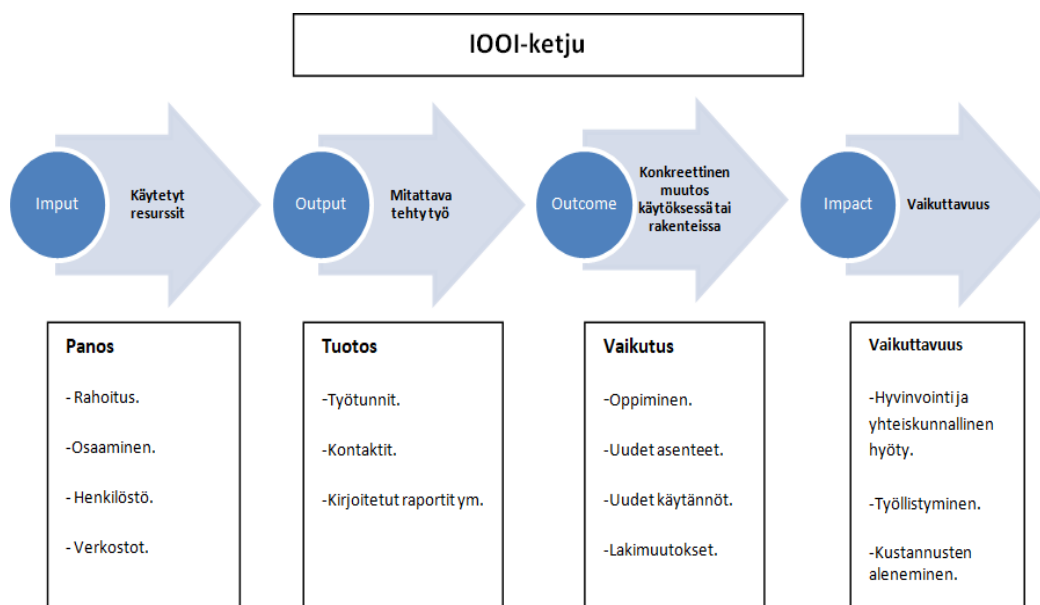 IOOI-ketju
Imput
Käytetyt
resurssit
Output
Mitattava
tehty työ
Outcome
Konkreettinen
muutos
käytöksessä tai
rakenteissa
Impact
Vaikuttavuus
Panos
- Rahoitus.
-Osaaminen.
- Henkilöstö.
- Verkostot.
Tuotos
-Työtunnit.
- Kontaktit.
-Kirjoitetut raportit ym.
Vaikutus
-Oppiminen.
-Uudet asenteet.
-Uudet käytännöt.
-Lakimuutokset.
Vaikuttavuus
-Hyvinvointi ja
yhteiskunnallinen
hyöty.
-Työllistyminen.
-Kustannusten
aleneminen.